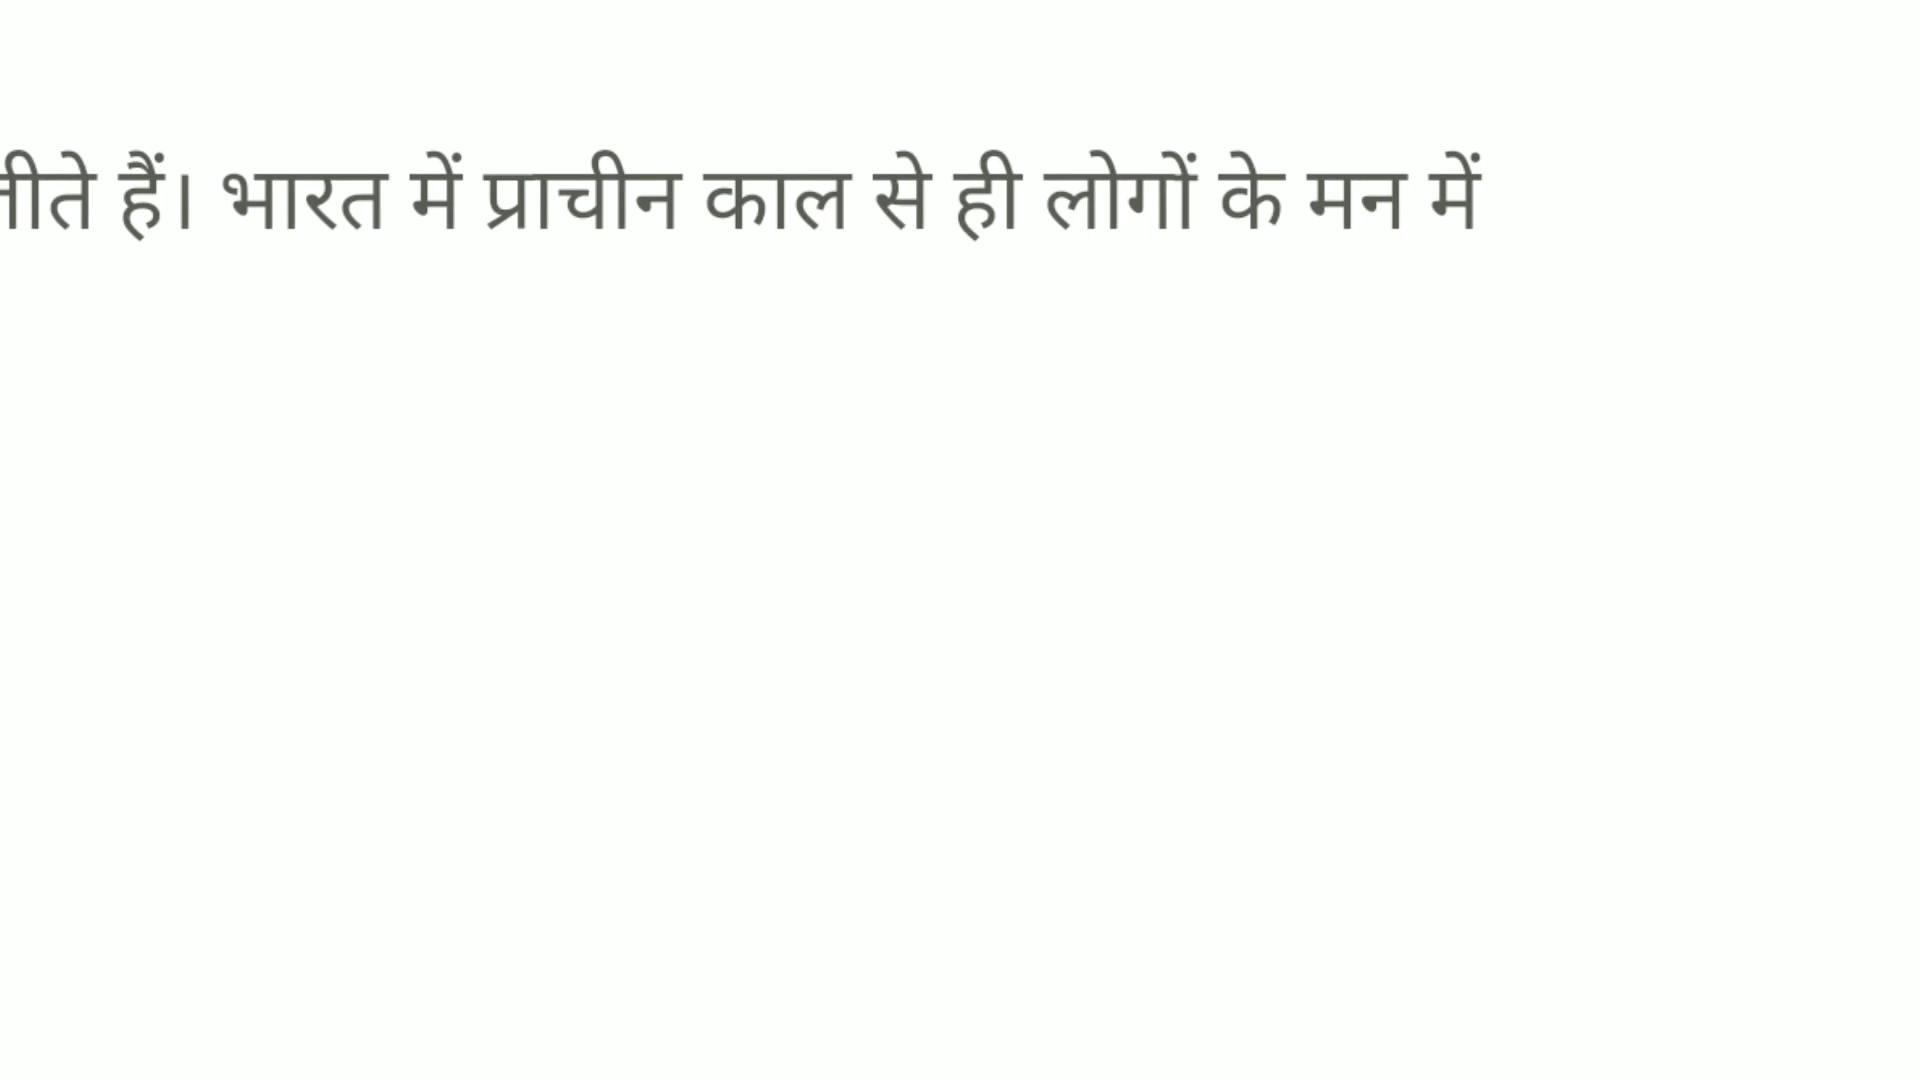 हैं। भारत में प्राचीन काल से ही लोगों के मन में